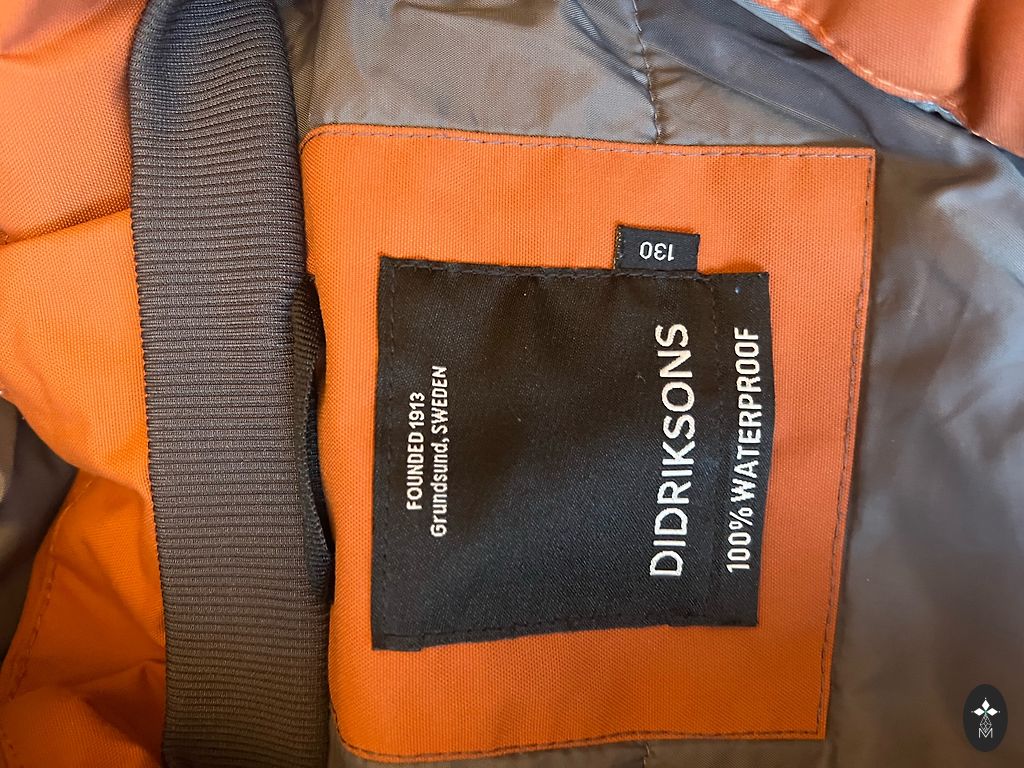 FOUNDED 1913
Grundsund, SWEDEN
DIDRIKSONS
100% WATERPROOF
130